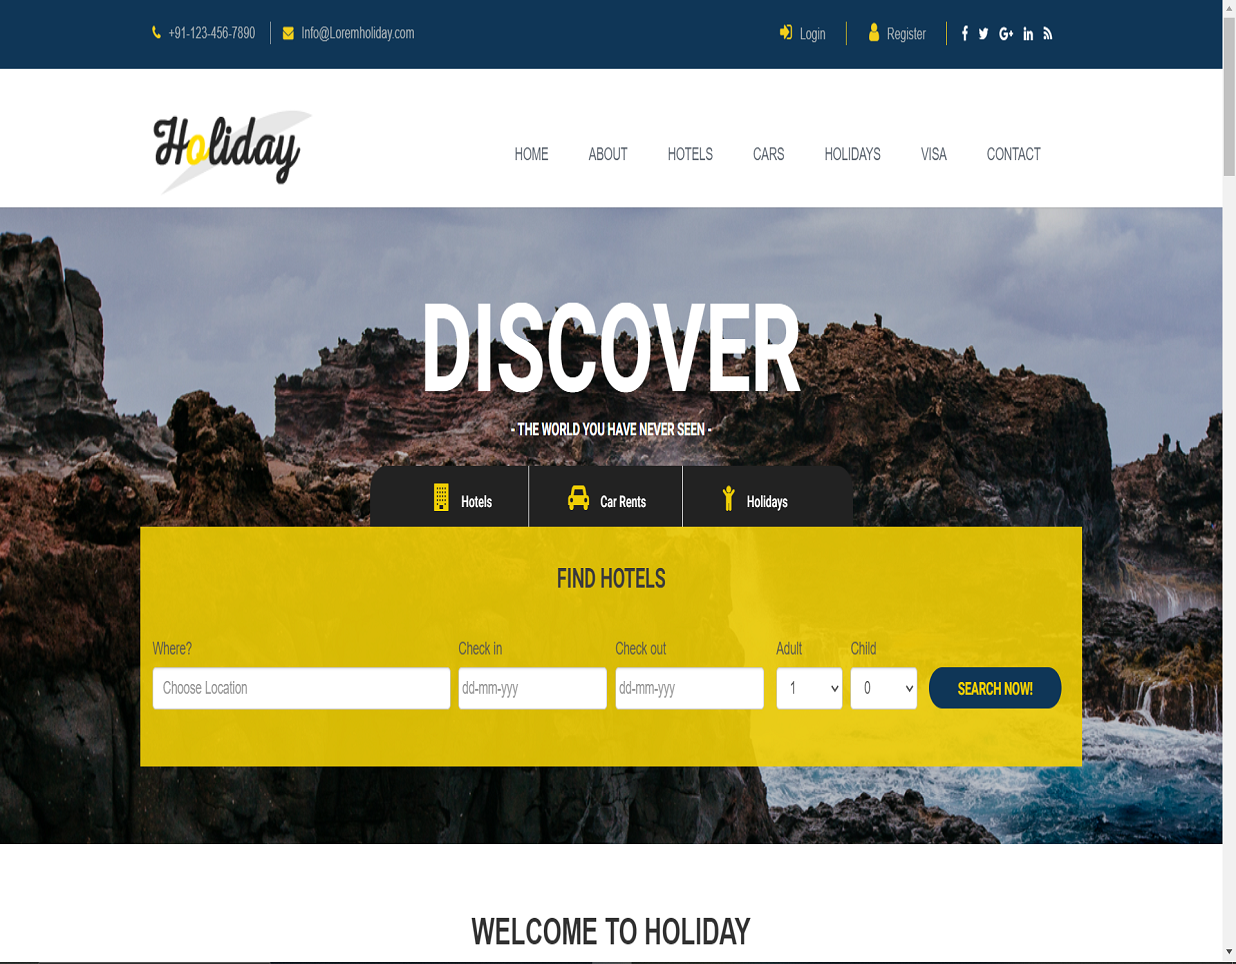 +91-123-456-7890 Info@Loremholiday.com Login Register
Holiday
HOME ABOUT HOTELS CARS HOLIDAYS VISA CONTACT
DISCOVER
- THE WORLD YOU HAVE NEVER SEEN -
Hotels Car Rents Holidays
FIND HOTELS
Where? Check in Check out Adult Child
Choose Location dd-mm-yyy dd-mm-yyy 1 0 SEARCH NOW!
WELCOME TO HOLIDAY